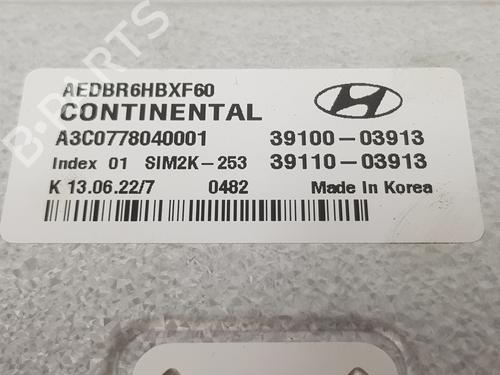 AEDBR6HBXF60
CONTINENTAL
A3C0778040001 39100-03913
Index 01 SIM2K-253 39110-03913
K 13.06.22/7 0482 Made In Korea
B-PARTS